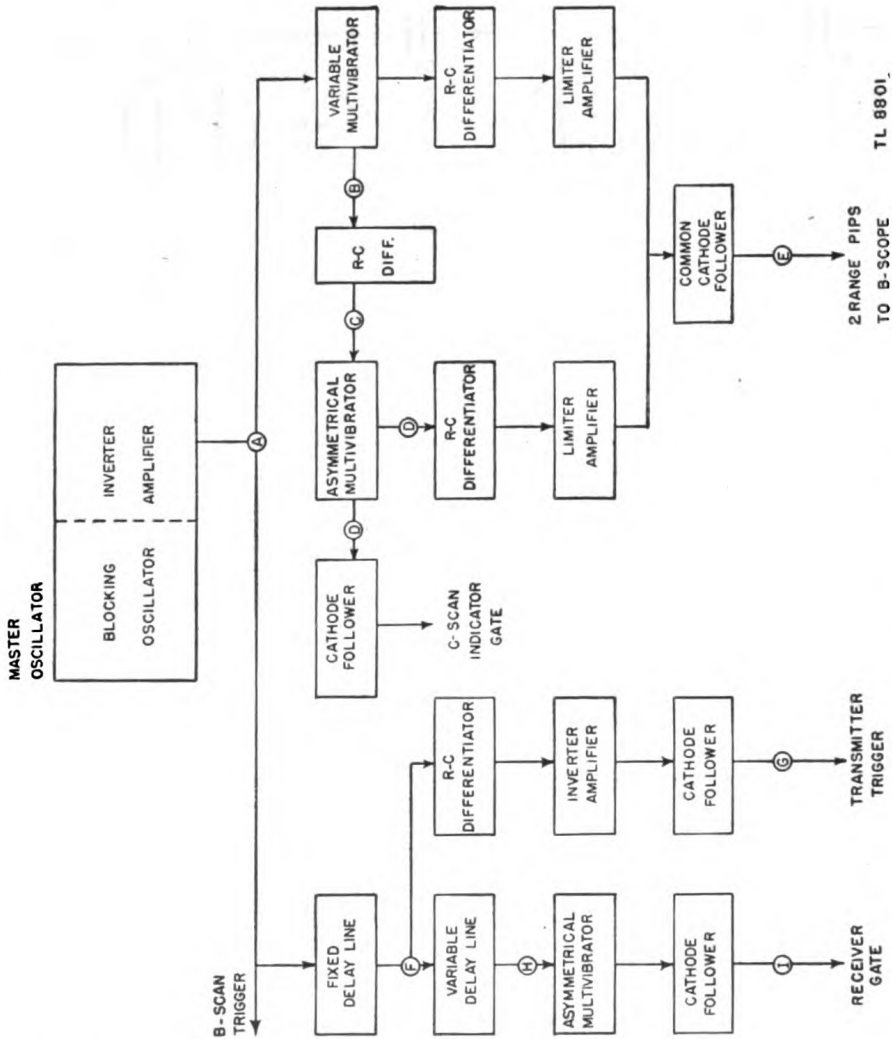 MASTER
OSCILLATOR
BLOCKING
OSCILLATOR
INVERTER
AMPLIFIER
B-SCAN
TRIGGER
A
FIXED
DELAY LINE
F
VARIABLE
DELAY LINE
H
ASYMMETRICAL
MULTIVIBRATOR
CATHODE
FOLLOWER
I
RECEIVER
GATE
R-C
DIFFERENTIATOR
INVERTER
AMPLIFIER
CATHODE
FOLLOWER
G
TRANSMITTER
TRIGGER
CATHODE
FOLLOWER
C-SCAN
INDICATOR
GATE
D
ASYMMETRICAL
MULTIVIBRATOR
C
R-C
DIFF.
B
VARIABLE
MULTIVIBRATOR
D
R-C
DIFFERENTIATOR
LIMITER
AMPLIFIER
R-C
DIFFERENTIATOR
LIMITER
AMPLIFIER
COMMON
CATHODE
FOLLOWER
E
2 RANGE PIPS
TO B-SCOPE
TL 8801